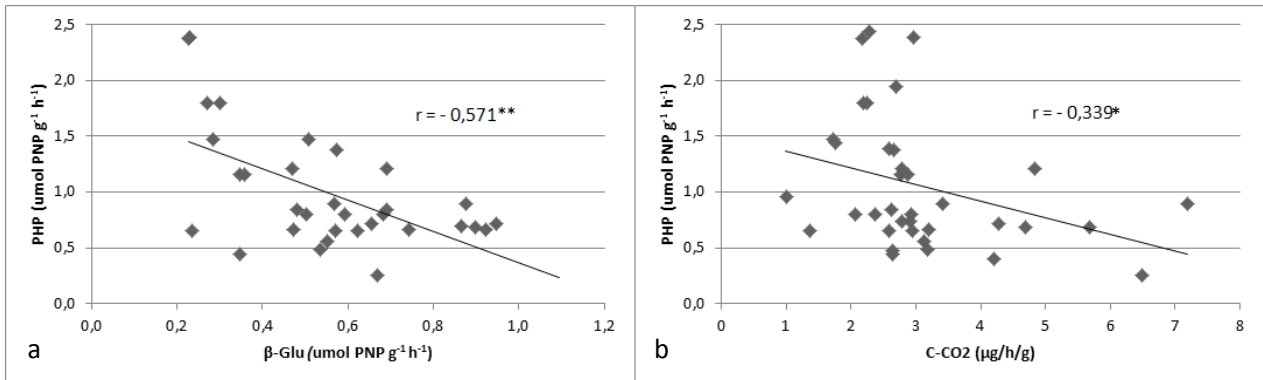 2,5
2,0
1,5
1,0
0,5
0,0
PHP (umol PNP g⁻¹ h⁻¹)
r = - 0,571**
0,0 0,2 0,4 0,6 0,8 1,0 1,2
a
β-Glu (umol PNP g⁻¹ h⁻¹)
2,5
2,0
1,5
1,0
0,5
0,0
PHP (umol PNP g⁻¹ h⁻¹)
r = - 0,339*
0 1 2 3 4 5 6 7 8
b
C-CO2 (µg/h/g)